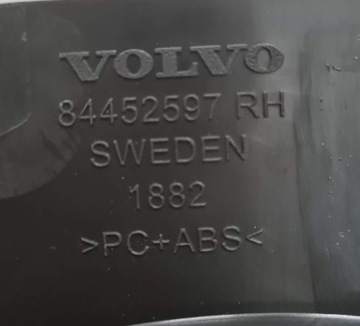 VOLVO
84452597 RH
SWEDEN
1882
>PC+ABS<